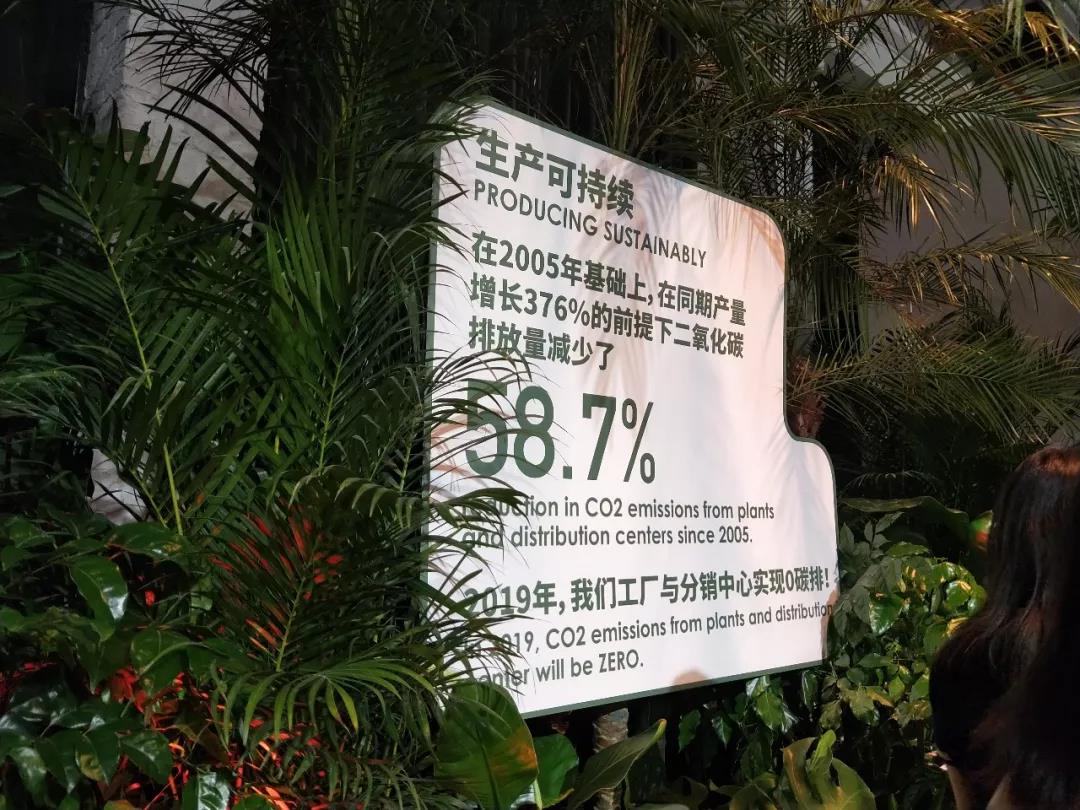 生产可持续
PRODUCING SUSTAINABLY
在2005年基础上，在同期产量
增长376%的前提下二氧化碳
排放量减少了
58.7%
reduction in CO2 emissions from plants
and distribution centers since 2005.
2019年，我们工厂与分销中心实现0碳排！
2019, CO2 emissions from plants and distribution
center will be ZERO.